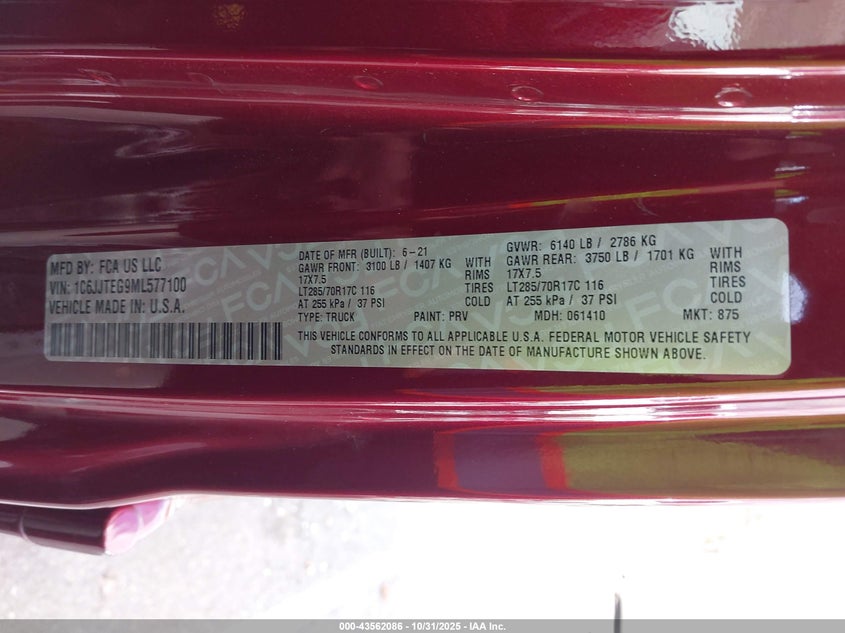 MFD BY: FCA US LLC
VIN: 1C6JJTEG9ML577100
VEHICLE MADE IN: U.S.A.
DATE OF MFR (BUILT): 6-21
GAWR FRONT: 3100 LB / 1407 KG WITH
17X7.5 RIMS
LT285/70R17C 116 TIRES
AT 255 kPa / 37 PSI COLD
TYPE: TRUCK PAINT: PRV
GVWR: 6140 LB / 2786 KG
GAWR REAR: 3750 LB / 1701 KG WITH
17X7.5 RIMS
LT285/70R17C 116 TIRES
AT 255 kPa / 37 PSI COLD
MDH: 061410 MKT: 875
THIS VEHICLE CONFORMS TO ALL APPLICABLE U.S.A. FEDERAL MOTOR VEHICLE SAFETY
STANDARDS IN EFFECT ON THE DATE OF MANUFACTURE SHOWN ABOVE.
000-43562086 - 10/31/2025 - IAA Inc.